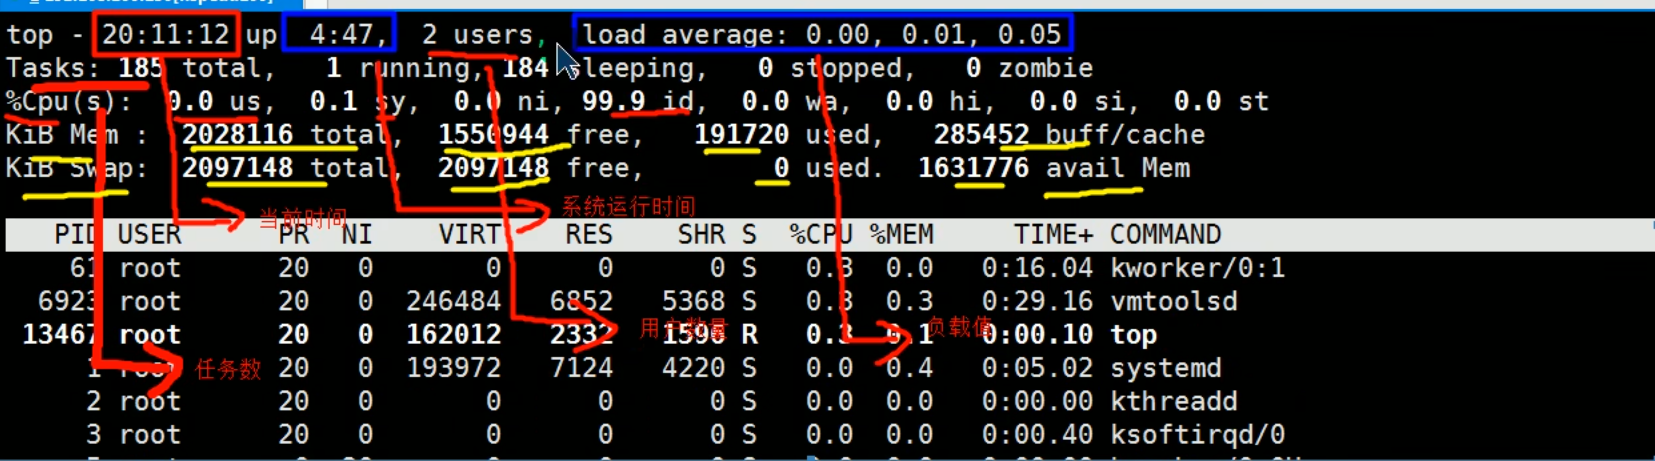 top - 20:11:12 up 4:47, 2 users, load average: 0.00, 0.01, 0.05
Tasks: 185 total, 1 running, 184 sleeping, 0 stopped, 0 zombie
%Cpu(s): 0.0 us, 0.1 sy, 0.0 ni, 99.9 id, 0.0 wa, 0.0 hi, 0.0 si, 0.0 st
KiB Mem : 2028116 total, 1550944 free, 191720 used, 285452 buff/cache
KiB Swap: 2097148 total, 2097148 free, 0 used. 1631776 avail Mem
当前时间
系统运行时间
PID USER PR NI VIRT RES SHR S %CPU %MEM TIME+ COMMAND
61 root 20 0 0 0 0 S 0.3 0.0 0:16.04 kworker/0:1
6923 root 20 0 246484 6852 5368 S 0.3 0.3 0:29.16 vmtoolsd
13467 root 20 0 162012 2332 1596 R 0.3 0.1 0:00.10 top
用户数量
负载值
1 root 20 0 193972 7124 4220 S 0.0 0.4 0:05.02 systemd
任务数
2 root 20 0 0 0 0 S 0.0 0.0 0:00.00 kthreadd
3 root 20 0 0 0 0 S 0.0 0.0 0:00.40 ksoftirqd/0